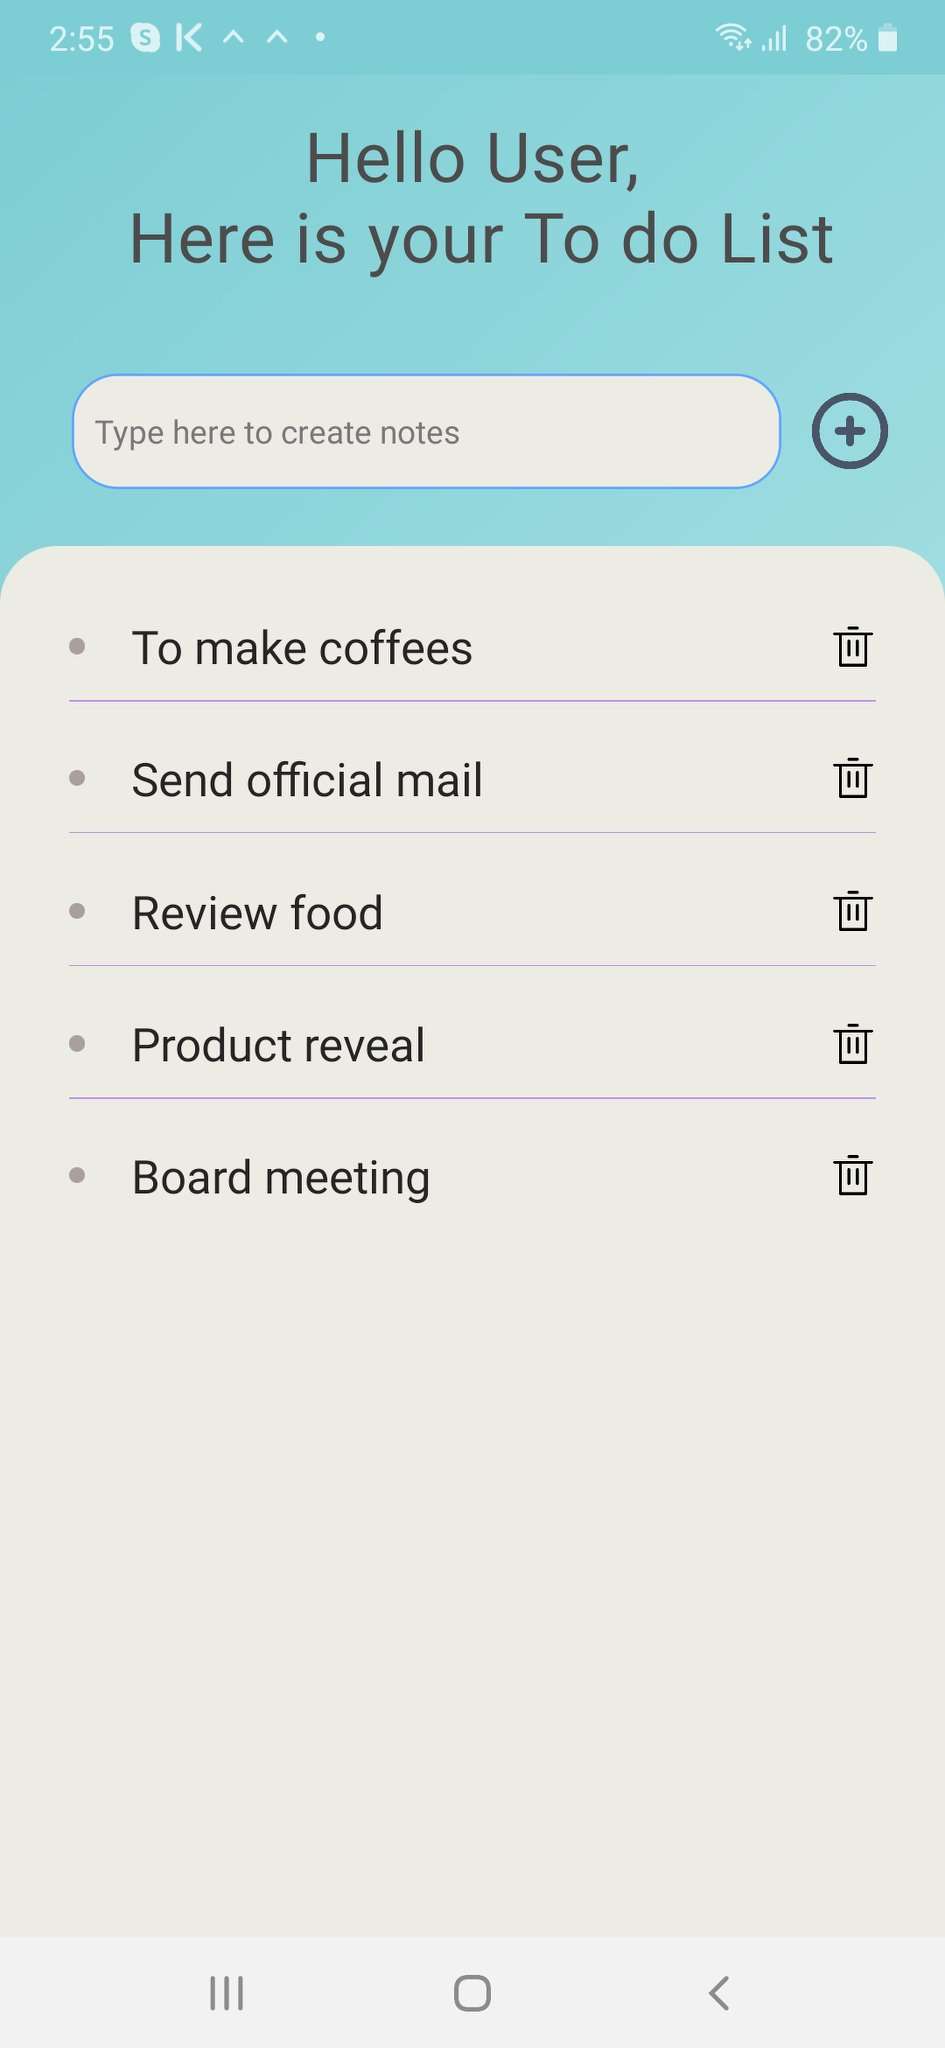 2:55 82%
Hello User,
Here is your To do List
Type here to create notes
To make coffees
Send official mail
Review food
Product reveal
Board meeting